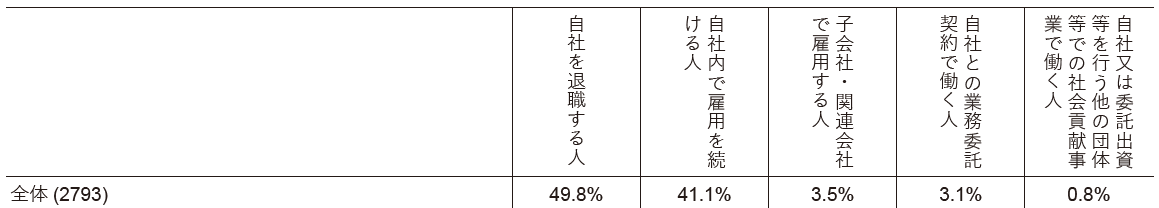 自社を退職する人
自社内で雇用を続
ける人
子会社・関連会社
で雇用する人
自社との業務委託
契約で働く人
自社又は委託出資
等を行う他の団体
等での社会貢献事
業で働く人
全体 (2793) 49.8% 41.1% 3.5% 3.1% 0.8%